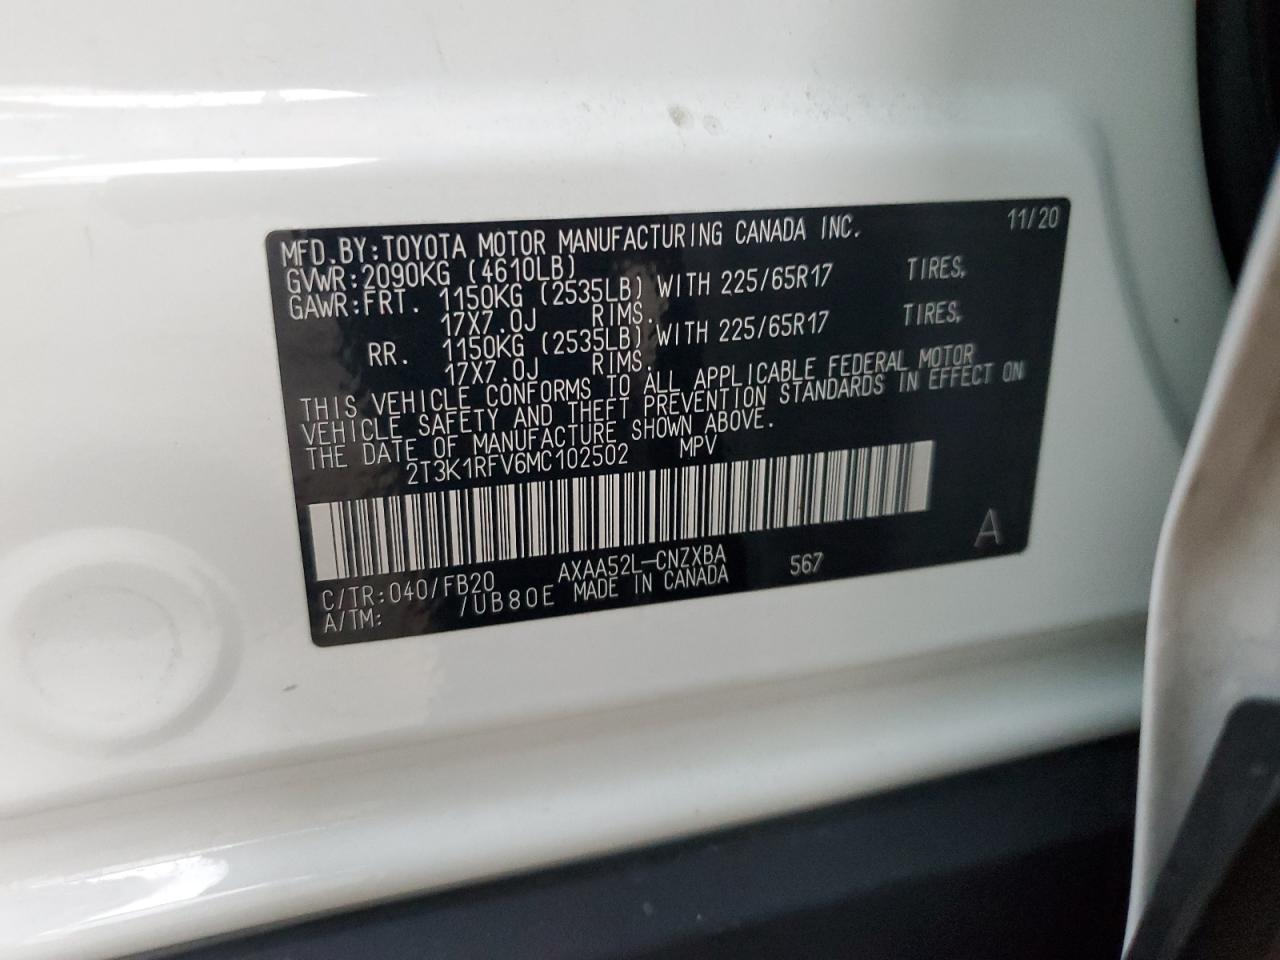 MFD.BY:TOYOTA MOTOR MANUFACTURING CANADA INC. 11/20
GVWR:2090KG (4610LB)
GAWR:FRT. 1150KG (2535LB) WITH 225/65R17 TIRES,
17X7.0J RIMS.
RR. 1150KG (2535LB) WITH 225/65R17 TIRES,
17X7.0J RIMS.
THIS VEHICLE CONFORMS TO ALL APPLICABLE FEDERAL MOTOR
VEHICLE SAFETY AND THEFT PREVENTION STANDARDS IN EFFECT ON
THE DATE OF MANUFACTURE SHOWN ABOVE.
2T3K1RFV6MC102502 MPV
A
C/TR:040/FB20 AXAA52L-CNZXBA 567
A/TM: /UB80E MADE IN CANADA